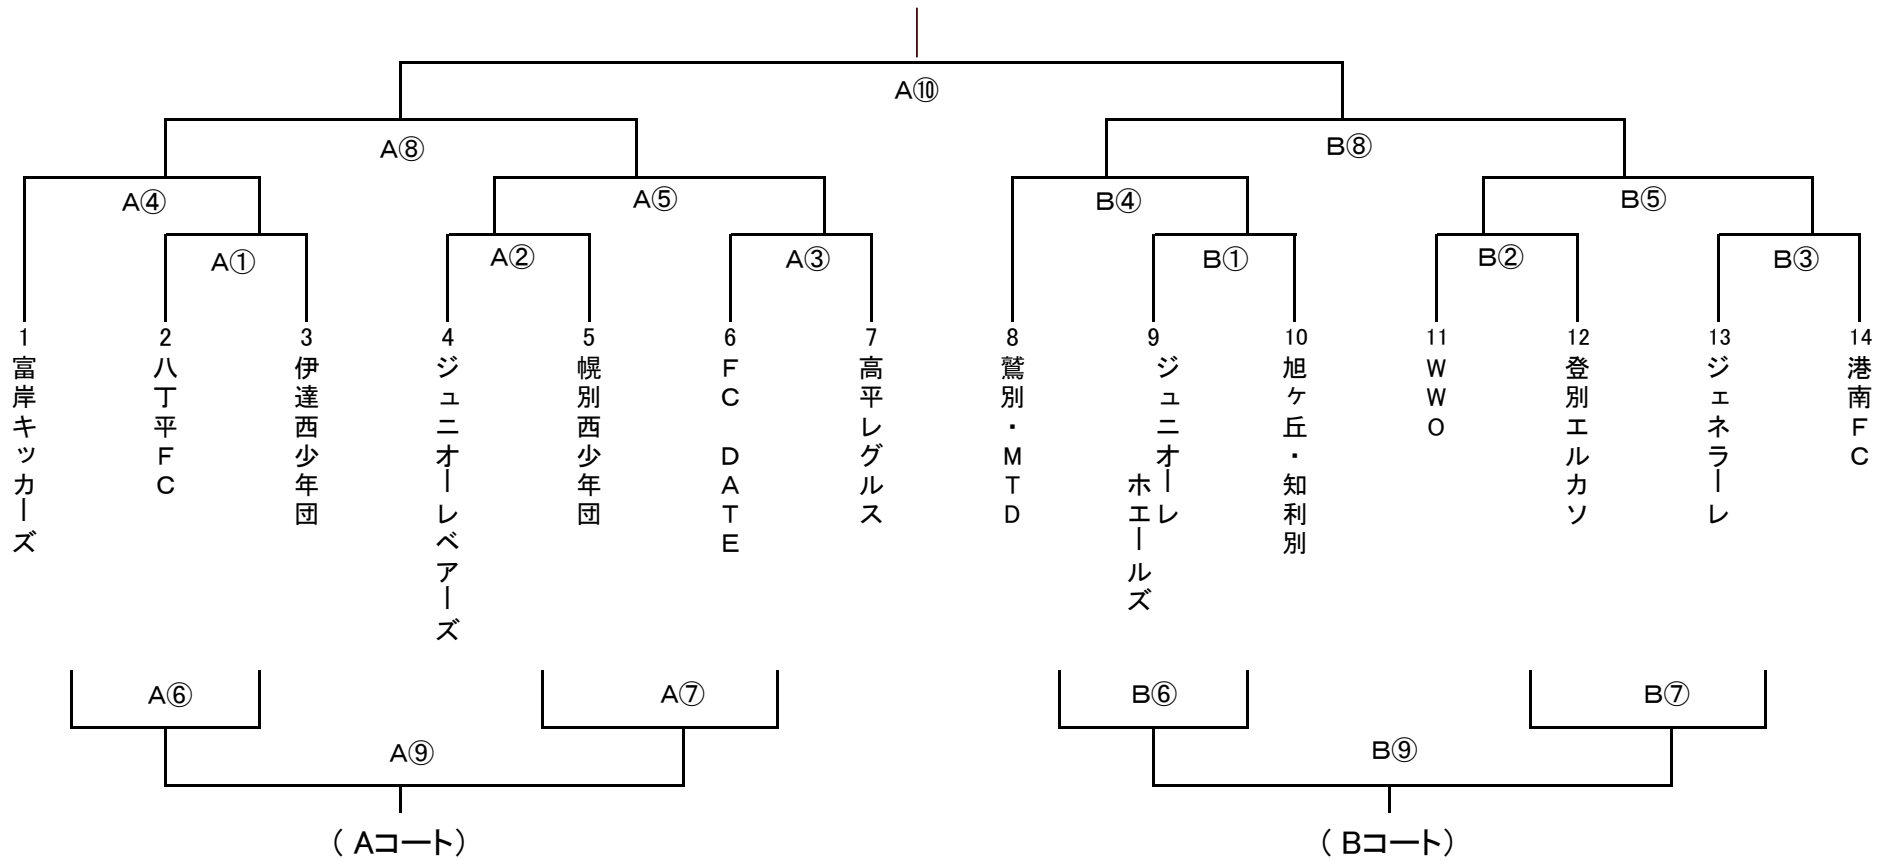 A⑩
A⑧
B⑧
A④
A⑤
B④
B⑤
A①
A②
A③
B①
B②
B③
1
富岸キッカーズ
2
八丁平FC
3
伊達西少年団
4
ジュニオーレベアーズ
5
幌別西少年団
6
FC DATE
7
高平レグルス
8
鷲別・MTD
9
ジュニオーレ
ホエールズ
10
旭ヶ丘・知利別
11
WWO
12
登別エルカソ
13
ジェネラーレ
14
港南FC
A⑥
A⑦
B⑥
B⑦
A⑨
B⑨
（Aコート）
（Bコート）